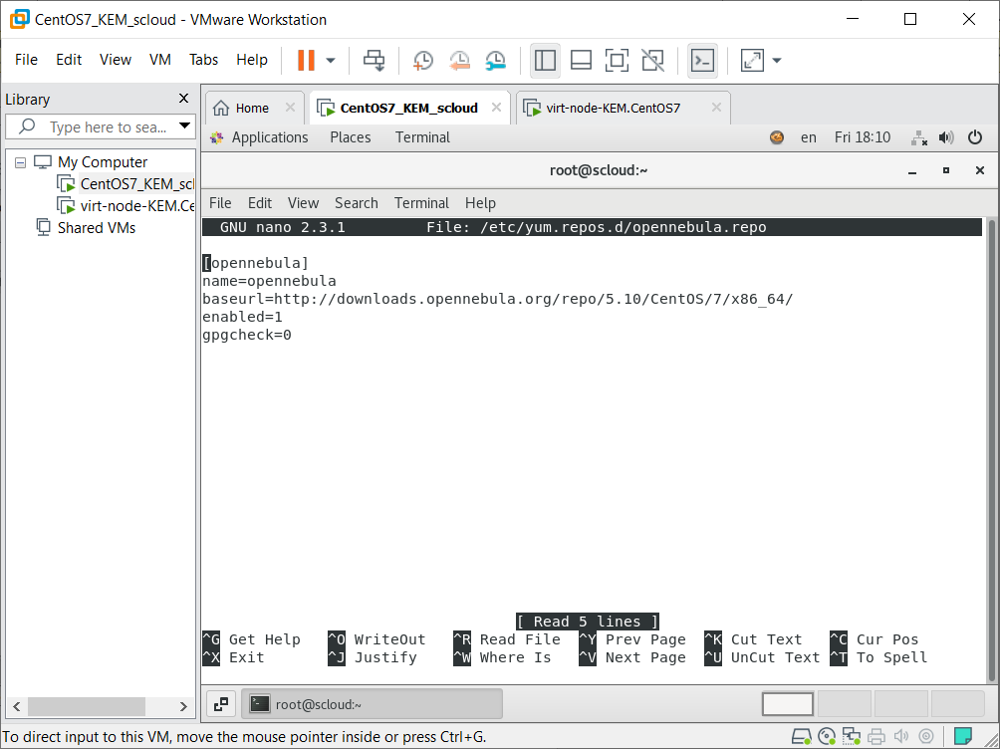 CentOS7_KEM_scloud - VMware Workstation
File Edit View VM Tabs Help
Library
Type here to sea...
My Computer
CentOS7_KEM_scl
virt-node-KEM.Ce
Shared VMs
Home CentOS7_KEM_scloud virt-node-KEM.CentOS7
Applications Places Terminal en Fri 18:10
root@scloud:~
File Edit View Search Terminal Help
GNU nano 2.3.1 File: /etc/yum.repos.d/opennebula.repo
[opennebula]
name=opennebula
baseurl=http://downloads.opennebula.org/repo/5.10/CentOS/7/x86_64/
enabled=1
gpgcheck=0
[ Read 5 lines ]
^G Get Help ^O WriteOut ^R Read File ^Y Prev Page ^K Cut Text ^C Cur Pos
^X Exit ^J Justify ^W Where Is ^V Next Page ^U UnCut Text ^T To Spell
root@scloud:~
To direct input to this VM, move the mouse pointer inside or press Ctrl+G.